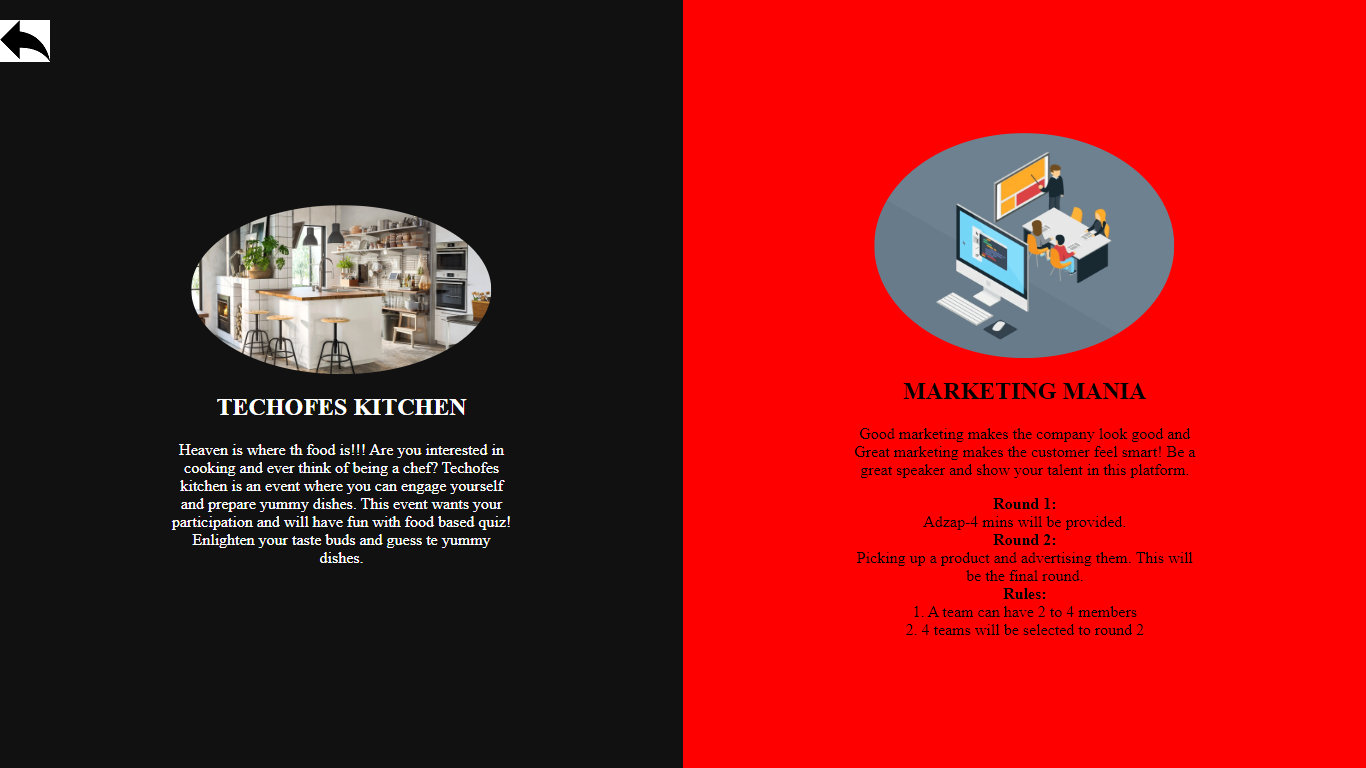 TECHOFES KITCHEN
Heaven is where th food is!!! Are you interested in
cooking and ever think of being a chef? Techofes
kitchen is an event where you can engage yourself
and prepare yummy dishes. This event wants your
participation and will have fun with food based quiz!
Enlighten your taste buds and guess te yummy
dishes.
MARKETING MANIA
Good marketing makes the company look good and
Great marketing makes the customer feel smart! Be a
great speaker and show your talent in this platform.
Round 1:
Adzap-4 mins will be provided.
Round 2:
Picking up a product and advertising them. This will
be the final round.
Rules:
1. A team can have 2 to 4 members
2. 4 teams will be selected to round 2